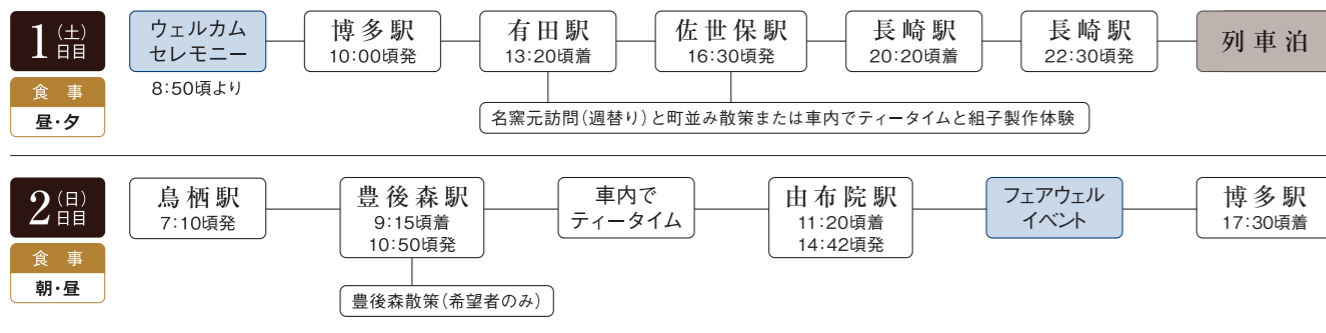 1(土)日目
食事
昼・夕
ウェルカム
セレモニー
8:50頃より
博多駅
10:00頃発
有田駅
13:20頃着
佐世保駅
16:30頃発
長崎駅
20:20頃着
長崎駅
22:30頃発
列車泊
名窯元訪問(週替り)と町並み散策または車内でティータイムと組子製作体験
2(日)日目
食事
朝・昼
鳥栖駅
7:10頃発
豊後森駅
9:15頃着
10:50頃発
車内で
ティータイム
由布院駅
11:20頃着
14:42頃発
フェアウェル
イベント
博多駅
17:30頃着
豊後森散策(希望者のみ)